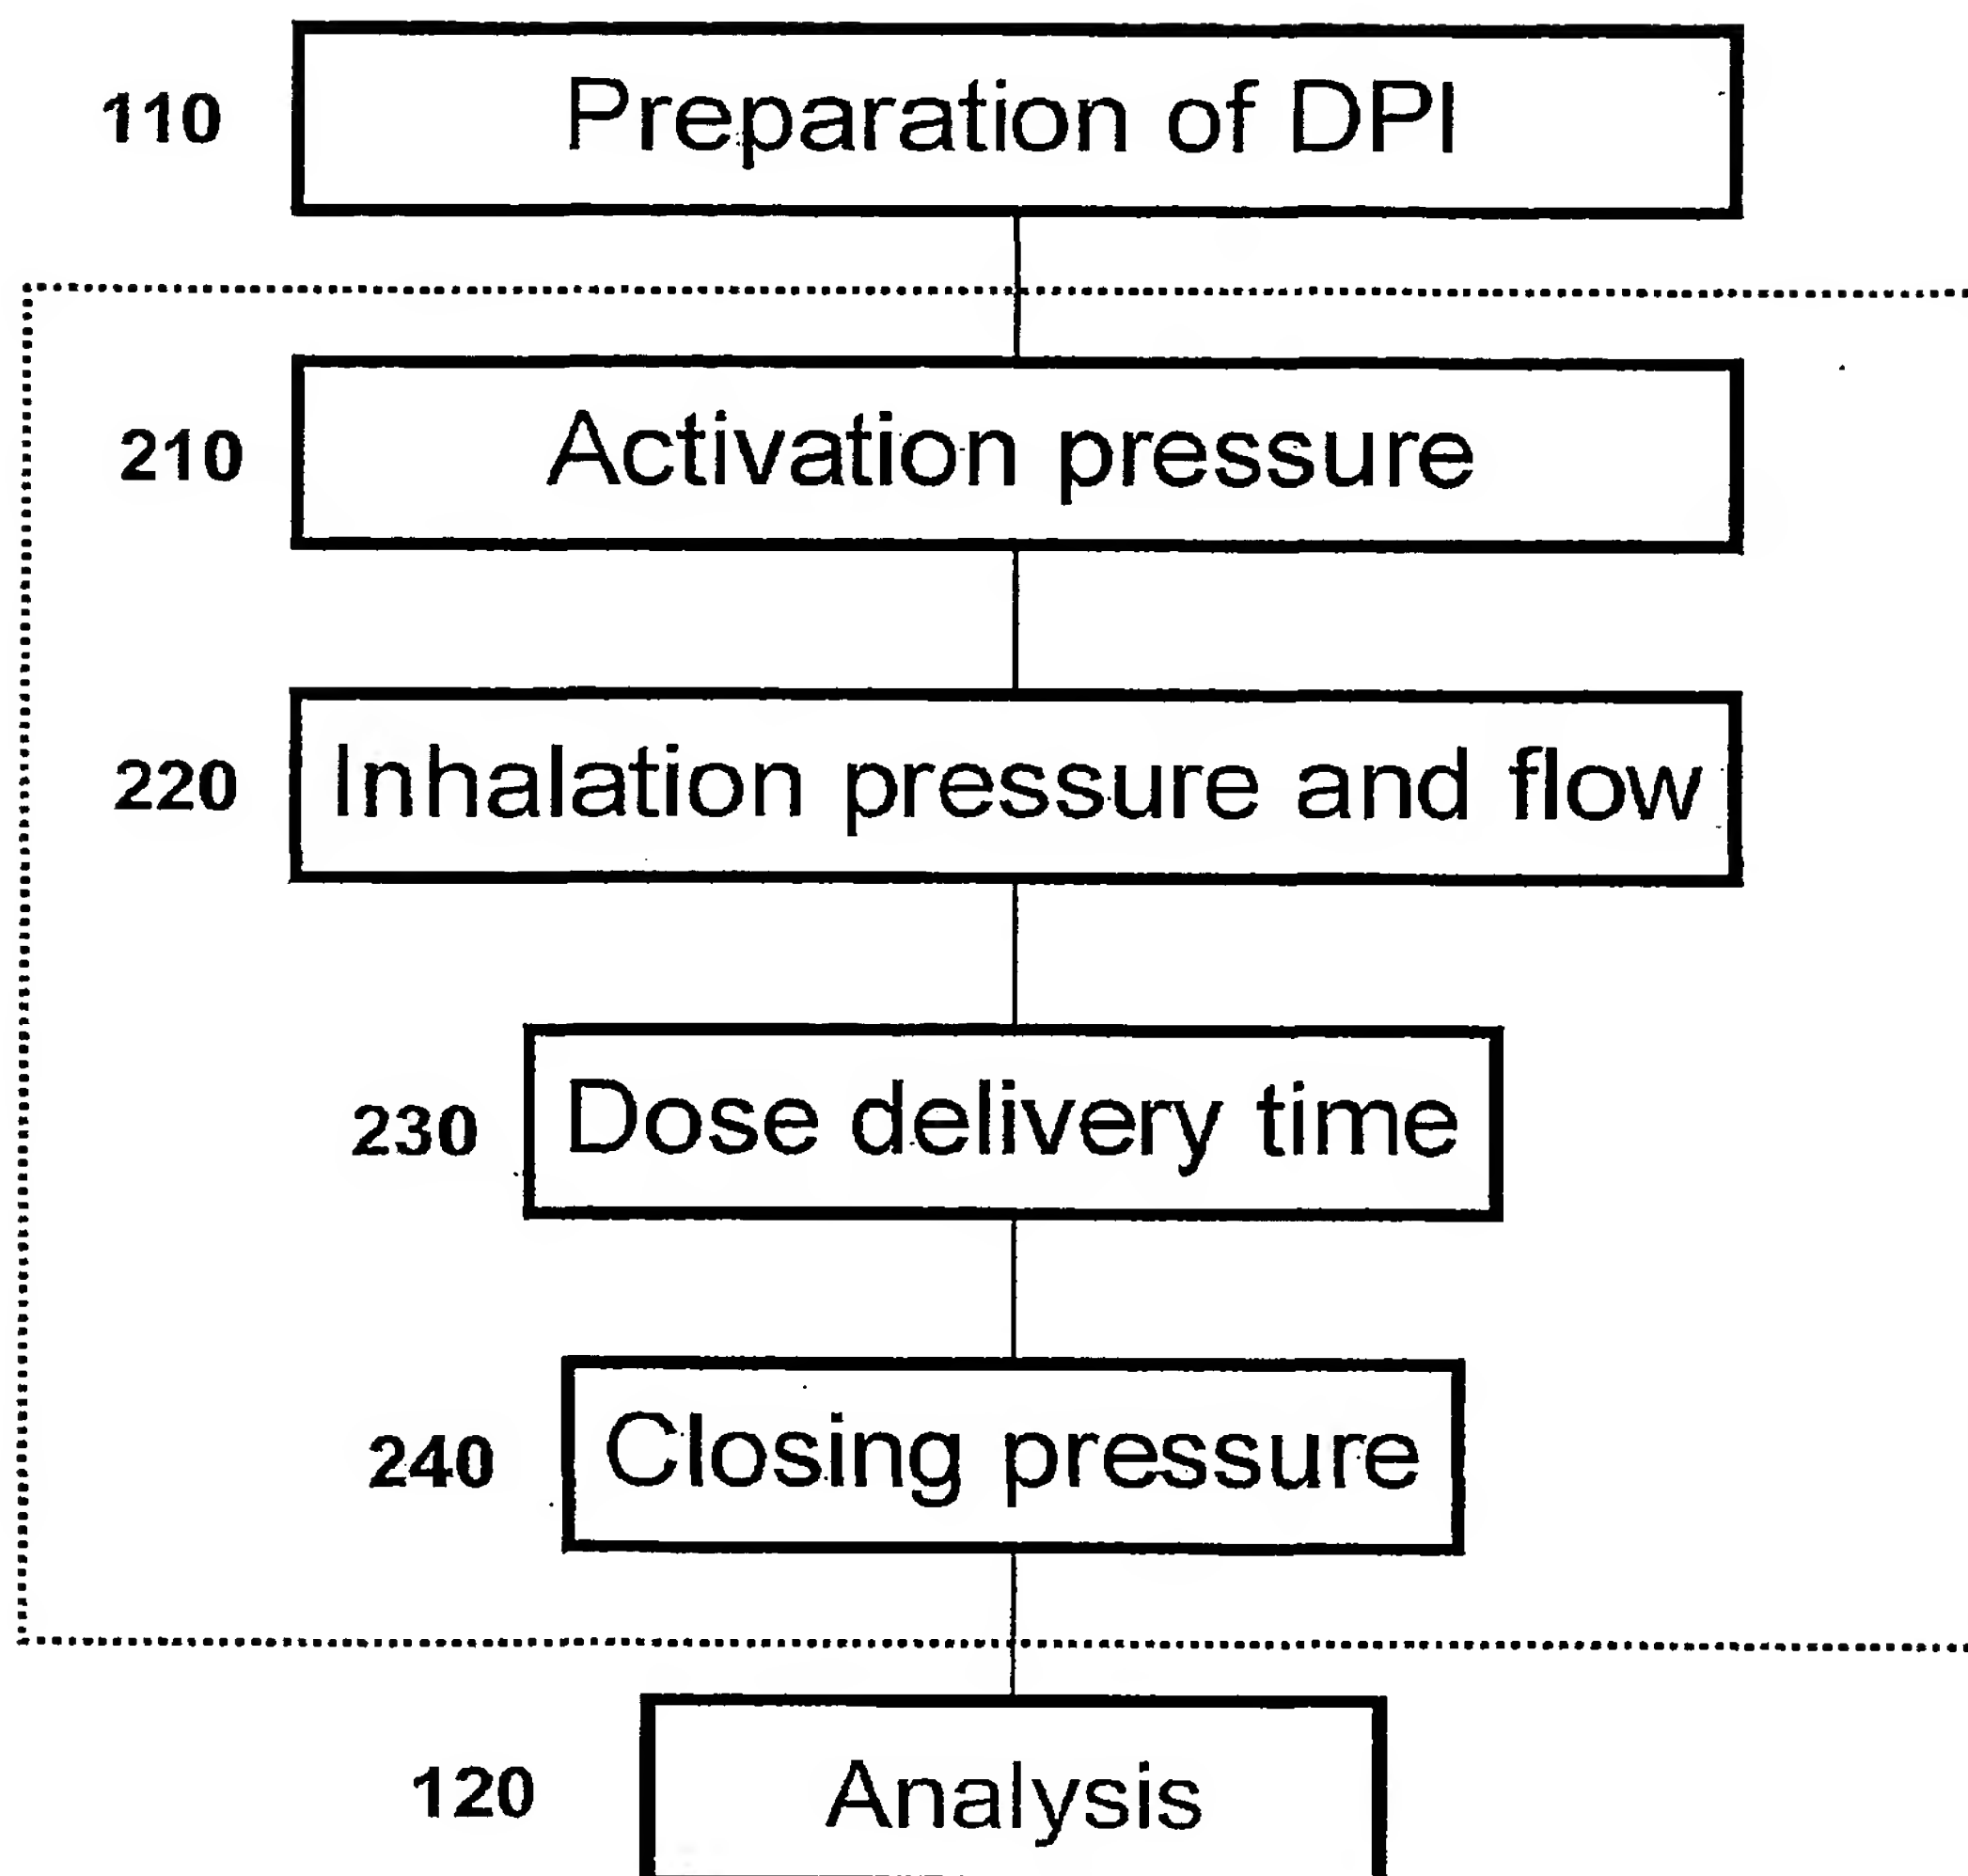 110 Preparation of DPI
210 Activation pressure
220 Inhalation pressure and flow
230 Dose delivery time
240 Closing pressure
120 Analysis